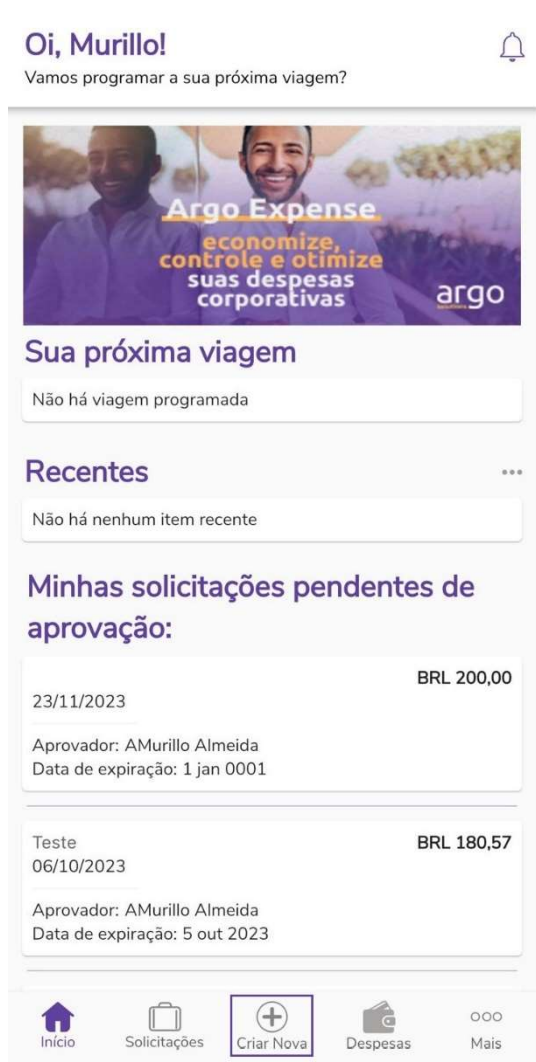 Oi, Murillo!
Vamos programar a sua próxima viagem?
Argo Expense
economize,
controle e otimize
suas despesas
corporativas
argo
Sua próxima viagem
Não há viagem programada
Recentes
Não há nenhum item recente
Minhas solicitações pendentes de
aprovação:
BRL 200,00
23/11/2023
Aprovador: AMurillo Almeida
Data de expiração: 1 jan 0001
Teste
BRL 180,57
06/10/2023
Aprovador: AMurillo Almeida
Data de expiração: 5 out 2023
Início
Solicitações
Criar Nova
Despesas
Mais